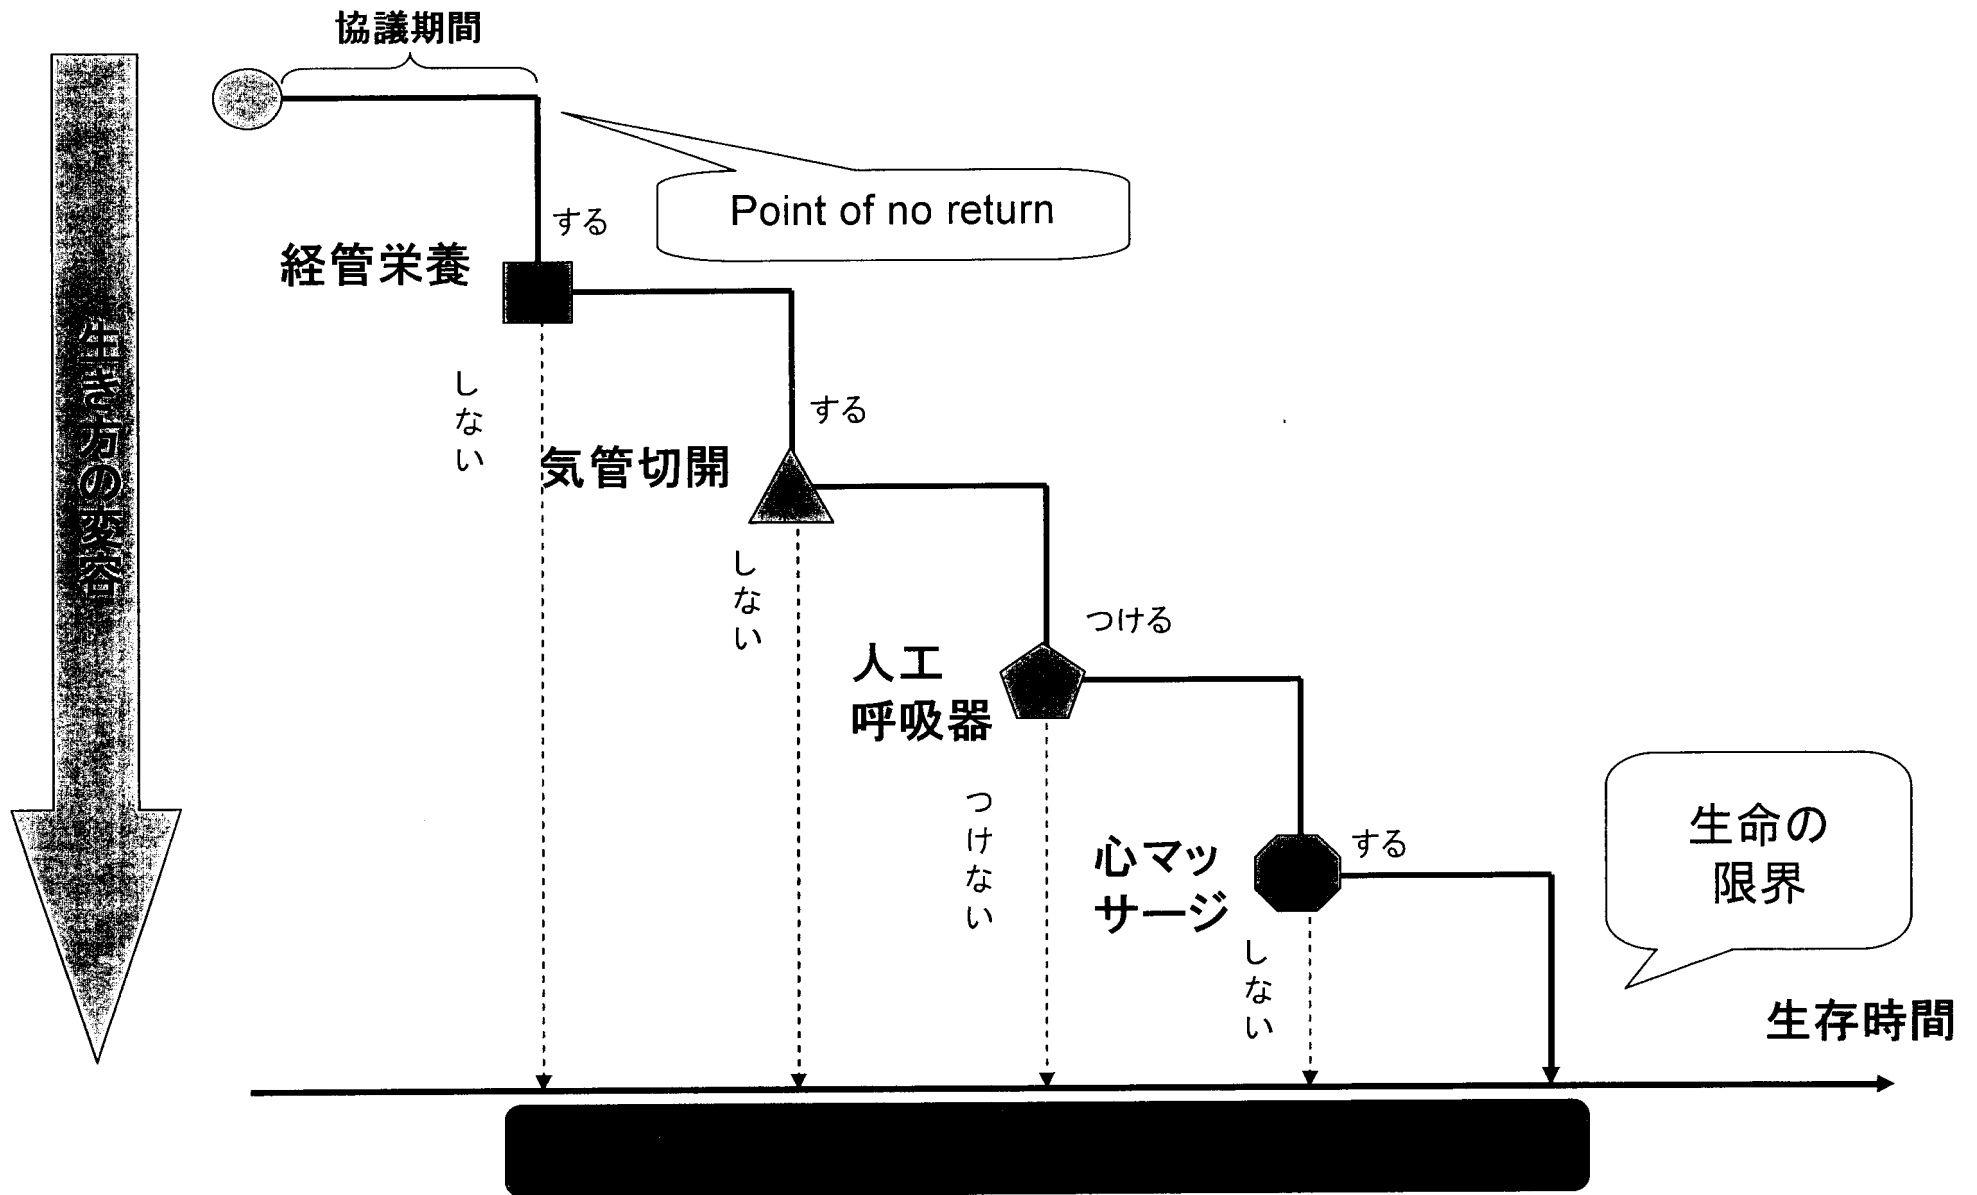 協議期間
Point of no return
する
経管栄養
しない
する
気管切開
しない
つける
人工
呼吸器
つけない
する
心マッ
サージ
しない
生命の
限界
生存時間
生き方の変容